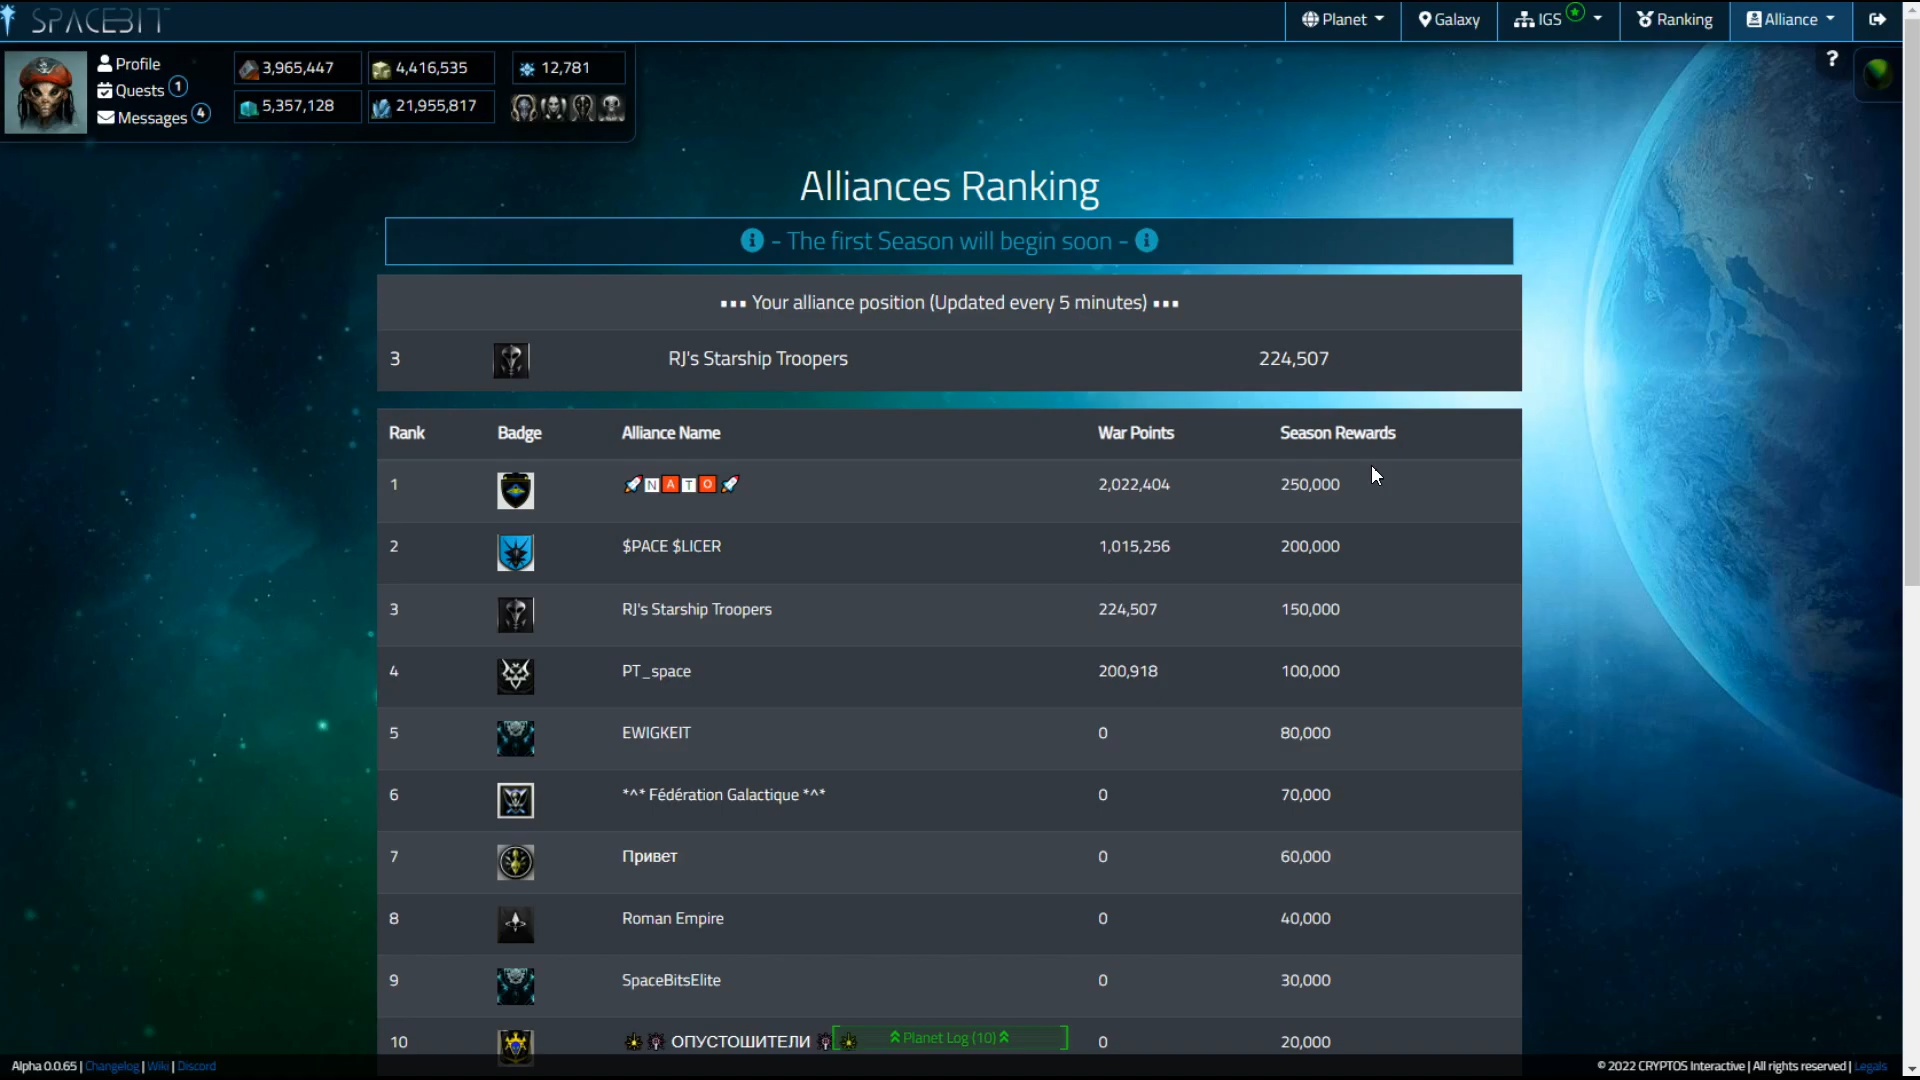 SPACEBIT
Planet
Galaxy
IGS
Ranking
Alliance
Profile
Quests 1
Messages 4
3,965,447
4,416,535
12,781
5,357,128
21,955,817
?
Alliances Ranking
- The first Season will begin soon -
Your alliance position (Updated every 5 minutes)
3 RJ's Starship Troopers 224,507
Rank Badge Alliance Name War Points Season Rewards
1 🚀NATO🚀 2,022,404 250,000
2 $PACE $LICER 1,015,256 200,000
3 RJ's Starship Troopers 224,507 150,000
4 PT_space 200,918 100,000
5 EWIGKEIT 0 80,000
6 *^* Fédération Galactique *^* 0 70,000
7 Привет 0 60,000
8 Roman Empire 0 40,000
9 SpaceBitsElite 0 30,000
10 ОПУСТОШИТЕЛИ 0 20,000
Planet Log (10)
Alpha 0.0.65 | Changelog | Wiki | Discord
© 2022 CRYPTOS Interactive | All rights reserved | Legals